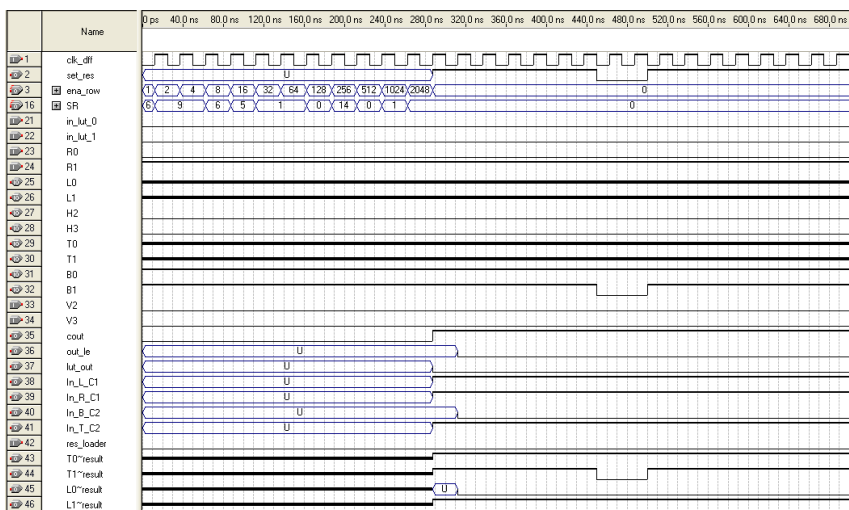 Name
0 ps 40,0 ns 80,0 ns 120,0 ns 160,0 ns 200,0 ns 240,0 ns 280,0 ns 320,0 ns 360,0 ns 400,0 ns 440,0 ns 480,0 ns 520,0 ns 560,0 ns 600,0 ns 640,0 ns 680,0 ns
1 clk_dff
2 set_res U
3 ena_row 1 2 4 8 16 32 64 128 256 512 1024 2048 0
16 SR 6 9 6 5 1 0 14 0 1 0
21 in_lut_0
22 in_lut_1
23 R0
24 R1
25 L0
26 L1
27 H2
28 H3
29 T0
30 T1
31 B0
32 B1
33 V2
34 V3
35 cout
36 out_le U
37 lut_out U
38 In_L_C1 U
39 In_R_C1 U
40 In_B_C2 U
41 In_T_C2 U
42 res_loader
43 T0~result
44 T1~result
45 L0~result U
46 L1~result